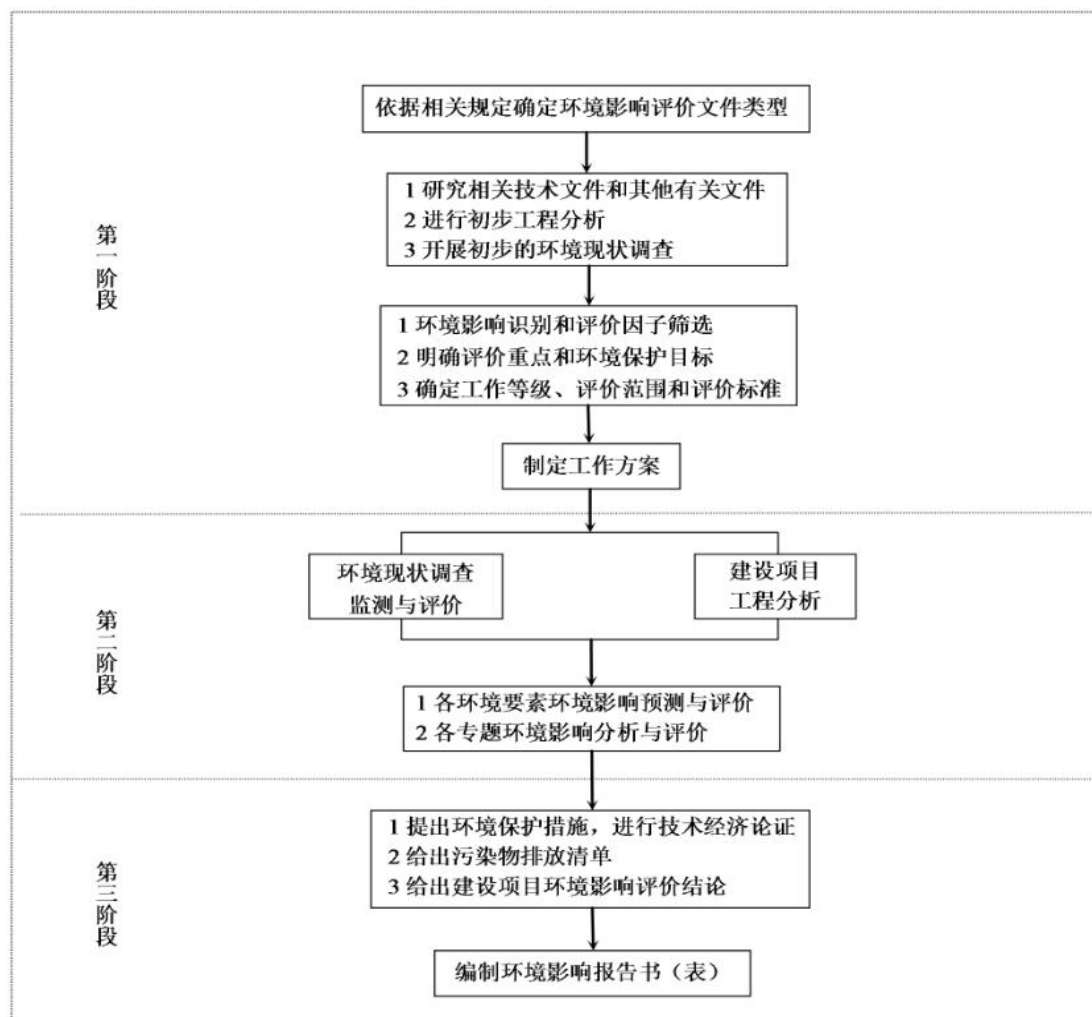 依据相关规定确定环境影响评价文件类型
1 研究相关技术文件和其他有关文件
2 进行初步工程分析
3 开展初步的环境现状调查
第一阶段
1 环境影响识别和评价因子筛选
2 明确评价重点和环境保护目标
3 确定工作等级、评价范围和评价标准
制定工作方案
环境现状调查
监测与评价
建设项目
工程分析
第二阶段
1 各环境要素环境影响预测与评价
2 各专题环境影响分析与评价
1 提出环境保护措施，进行技术经济论证
2 给出污染物排放清单
3 给出建设项目环境影响评价结论
第三阶段
编制环境影响报告书（表）